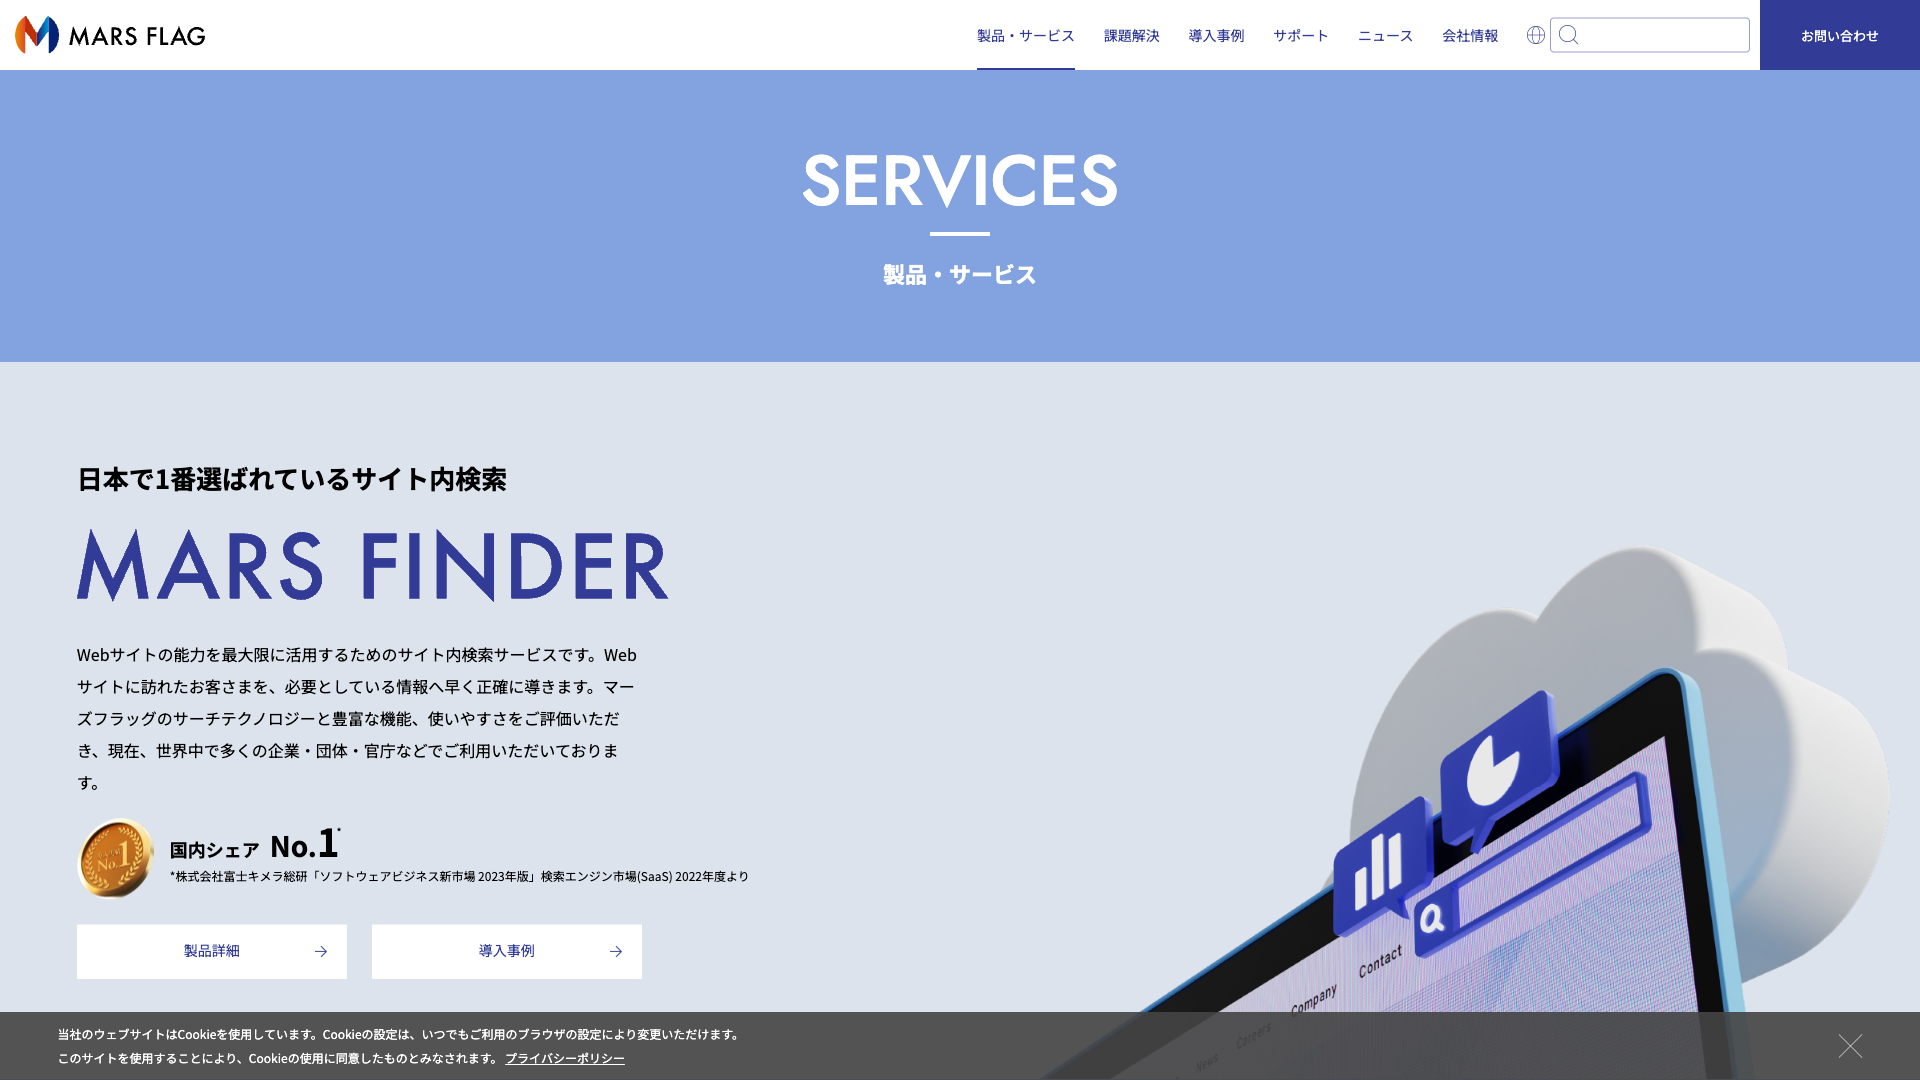 MARS FLAG
製品・サービス
課題解決
導入事例
サポート
ニュース
会社情報
お問い合わせ
SERVICES
製品・サービス
日本で1番選ばれているサイト内検索
MARS FINDER
Webサイトの能力を最大限に活用するためのサイト内検索サービスです。Web
サイトに訪れたお客さまを、必要としている情報へ早く正確に導きます。マー
ズフラッグのサーチテクノロジーと豊富な機能、使いやすさをご評価いただ
き、現在、世界中で多くの企業・団体・官庁などでご利用いただいておりま
す。
No.1
国内シェア No.1*
*株式会社富士キメラ総研「ソフトウェアビジネス新市場 2023年版」検索エンジン市場(SaaS) 2022年度より
製品詳細
導入事例
Contact
Company
Careers
News
当社のウェブサイトはCookieを使用しています。Cookieの設定は、いつでもご利用のブラウザの設定により変更いただけます。
このサイトを使用することにより、Cookieの使用に同意したものとみなされます。 プライバシーポリシー